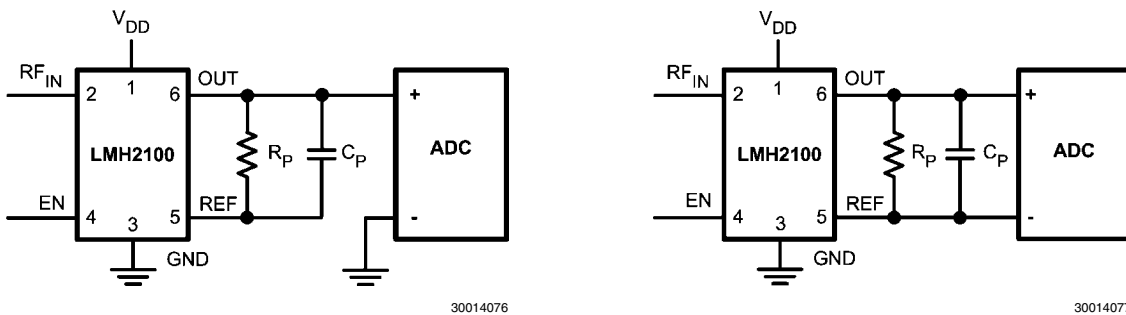 VDD
RFIN
OUT
2
1
6
LMH2100
RP
CP
+
ADC
EN
REF
4
3
5
-
GND
30014076
VDD
RFIN
OUT
2
1
6
LMH2100
RP
CP
+
ADC
EN
REF
4
3
5
-
GND
30014077